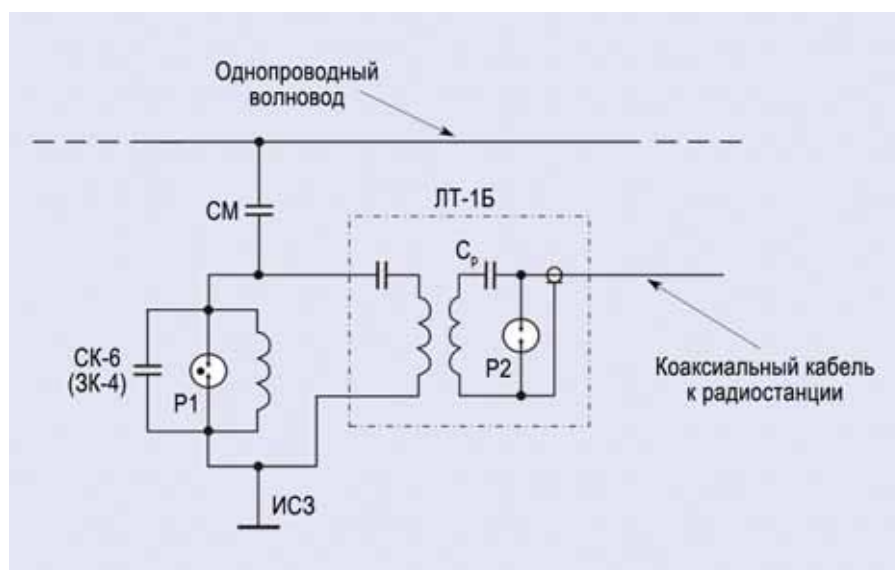 Однопроводный
волновод
СМ
ЛТ-1Б
Cр
СК-6
(ЗК-4)
Р1
Р2
Коаксиальный кабель
к радиостанции
ИСЗ